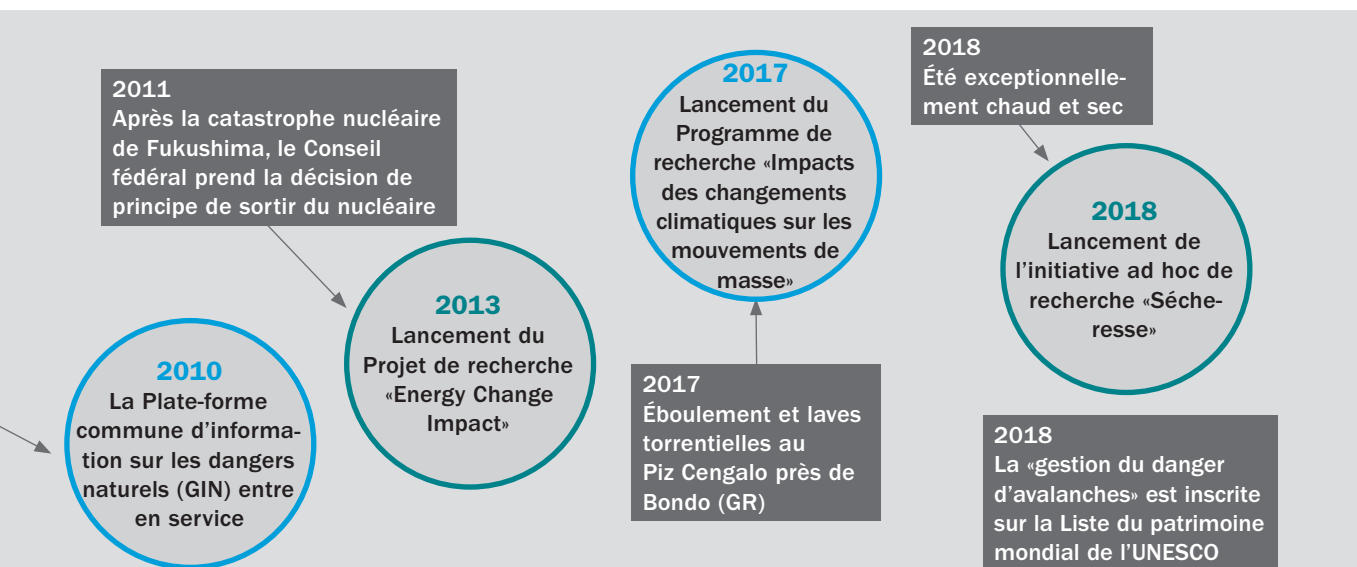 2011
Après la catastrophe nucléaire
de Fukushima, le Conseil
fédéral prend la décision de
principe de sortir du nucléaire
2010
La Plate-forme
commune d’informa-
tion sur les dangers
naturels (GIN) entre
en service
2013
Lancement du
Projet de recherche
«Energy Change
Impact»
2017
Lancement du
Programme de
recherche «Impacts
des changements
climatiques sur les
mouvements de
masse»
2017
Éboulement et laves
torrentielles au
Piz Cengalo près de
Bondo (GR)
2018
Été exceptionnelle-
ment chaud et sec
2018
Lancement de
l’initiative ad hoc de
recherche «Séche-
resse»
2018
La «gestion du danger
d’avalanches» est inscrite
sur la Liste du patrimoine
mondial de l’UNESCO